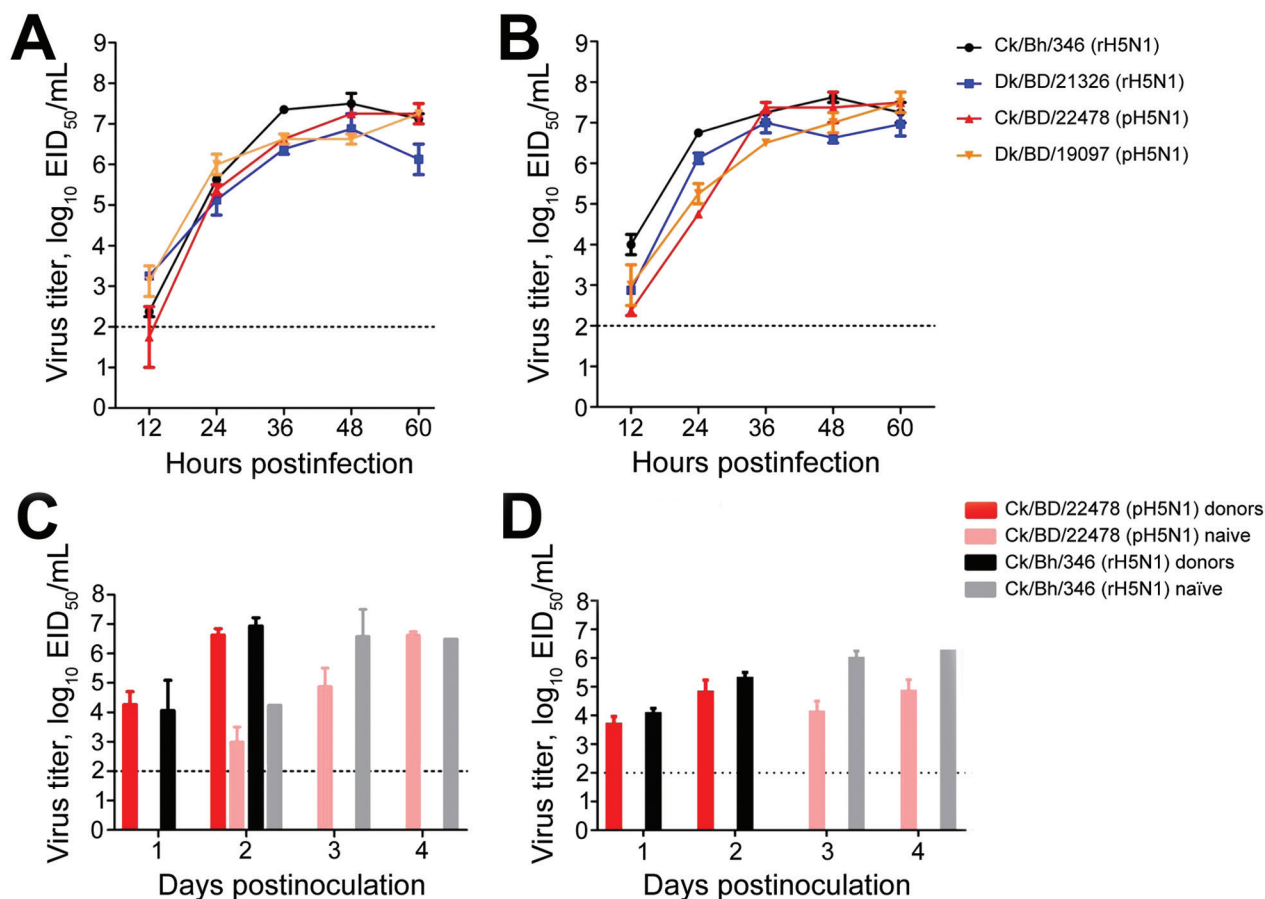 A
Virus titer, log10 EID50/mL
9
8
7
6
5
4
3
2
1
0
12 24 36 48 60
Hours postinfection
B
Virus titer, log10 EID50/mL
9
8
7
6
5
4
3
2
1
0
12 24 36 48 60
Hours postinfection
Ck/Bh/346 (rH5N1)
Dk/BD/21326 (rH5N1)
Ck/BD/22478 (pH5N1)
Dk/BD/19097 (pH5N1)
C
Virus titer, log10 EID50/mL
8
7
6
5
4
3
2
1
0
1 2 3 4
Days postinoculation
D
Virus titer, log10 EID50/mL
8
7
6
5
4
3
2
1
0
1 2 3 4
Days postinoculation
Ck/BD/22478 (pH5N1) donors
Ck/BD/22478 (pH5N1) naive
Ck/Bh/346 (rH5N1) donors
Ck/Bh/346 (rH5N1) naïve